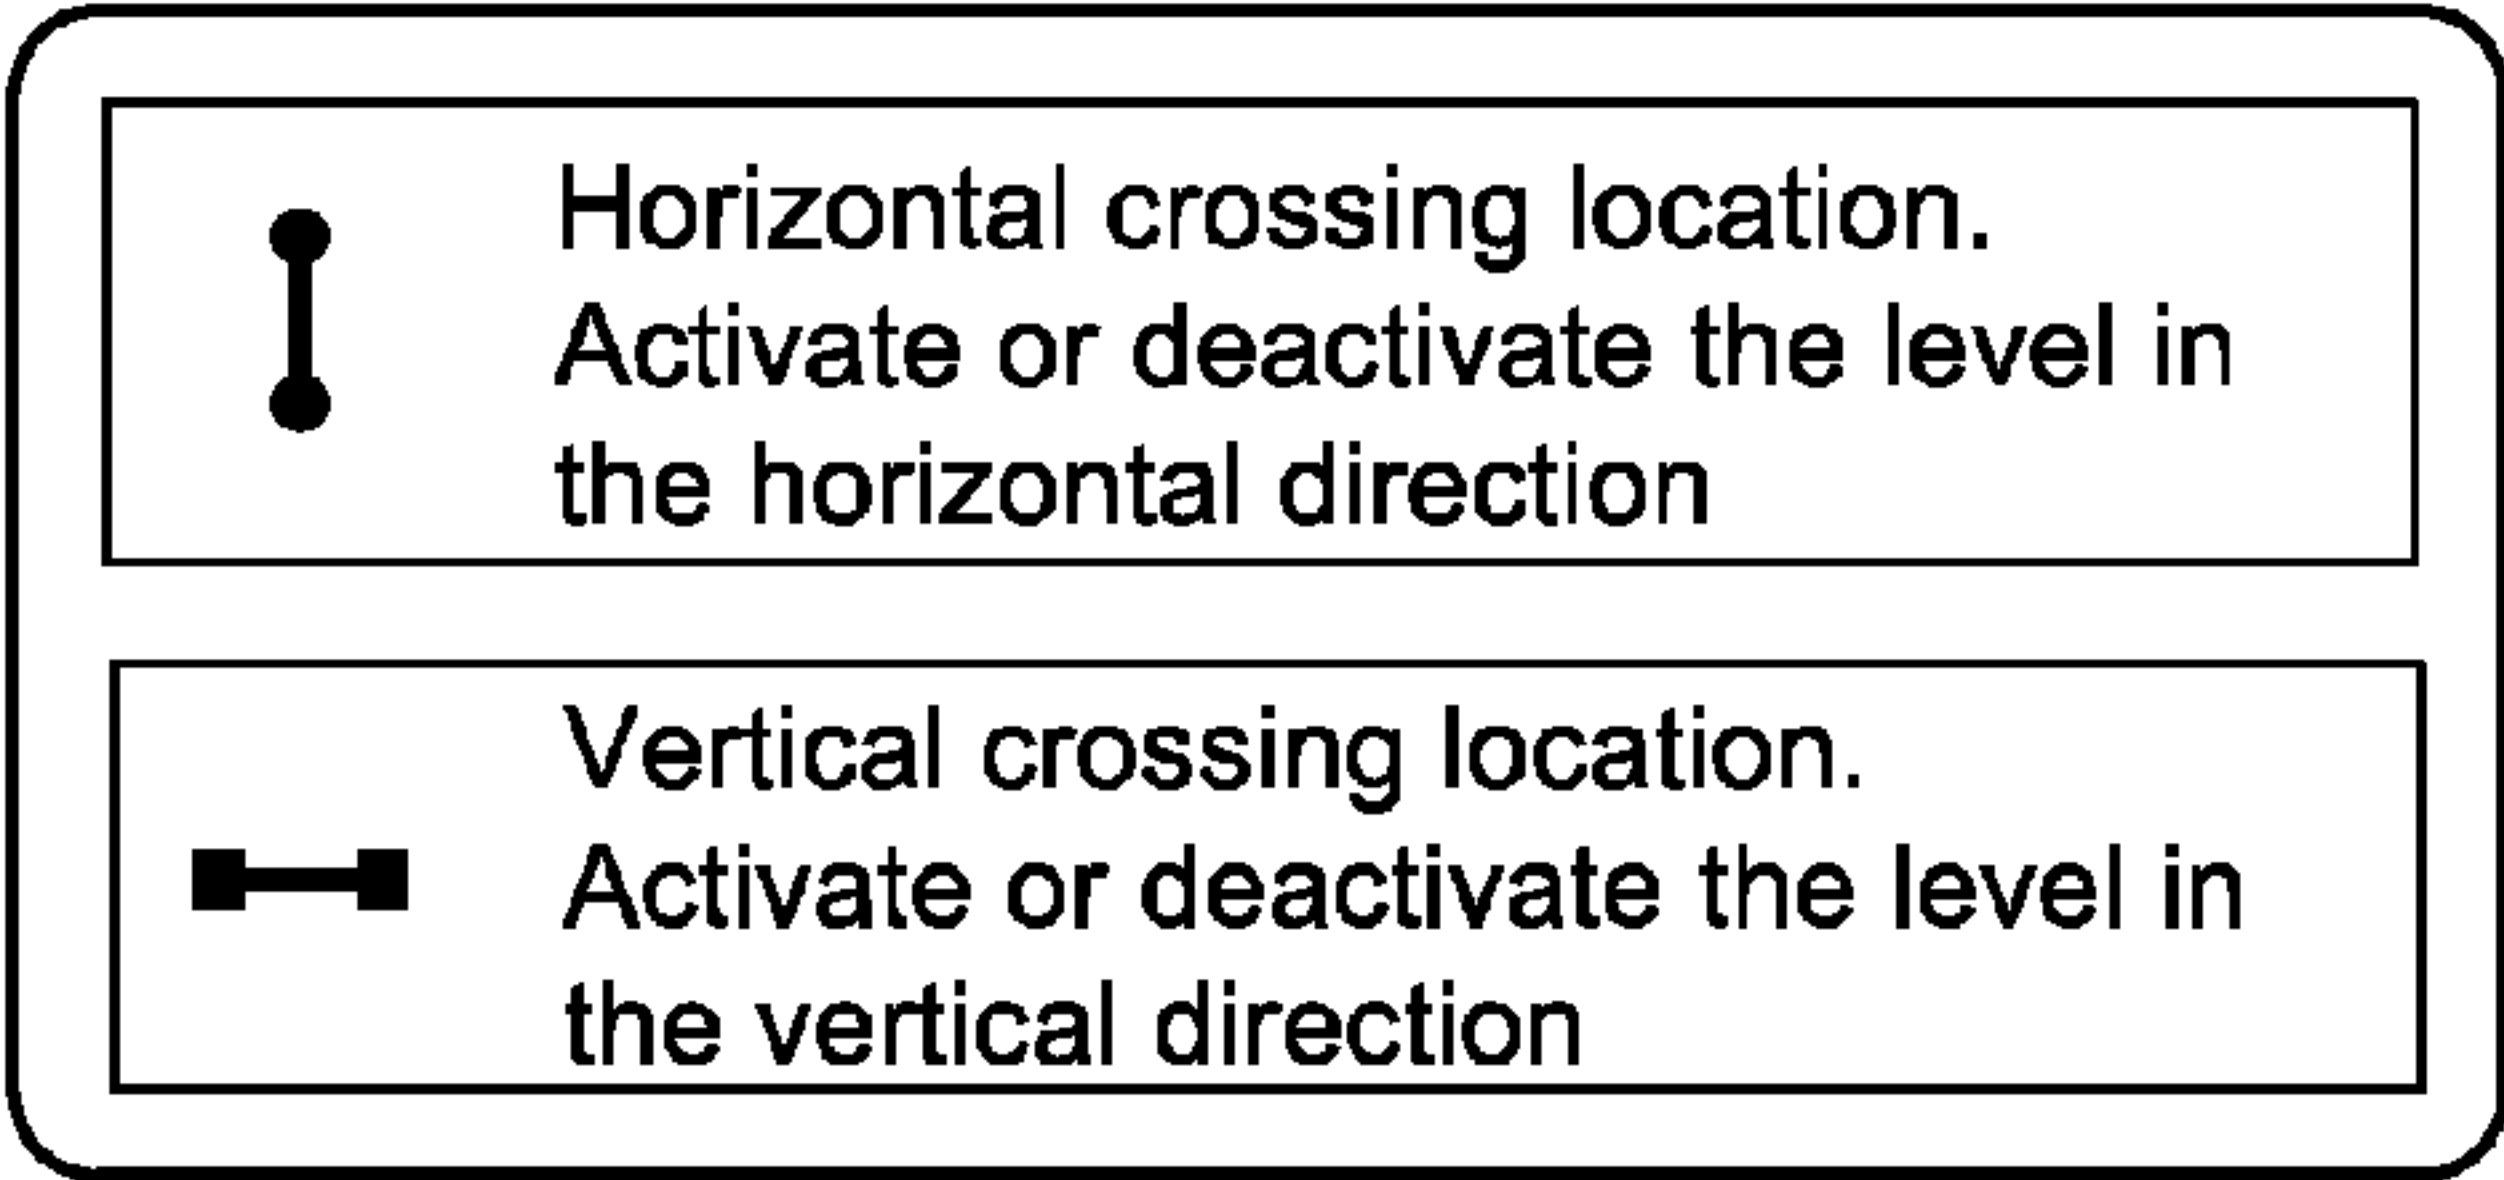 Horizontal crossing location.
Activate or deactivate the level in
the horizontal direction
Vertical crossing location.
Activate or deactivate the level in
the vertical direction